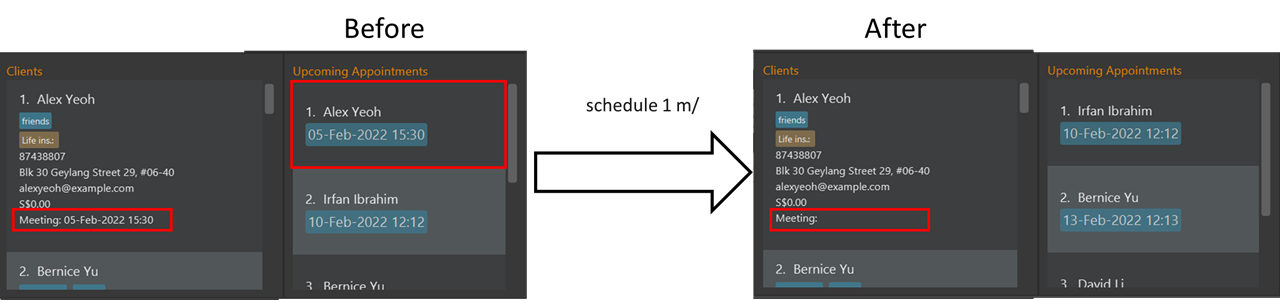 Before
Clients
1. Alex Yeoh
friends
Life ins.:
87438807
Blk 30 Geylang Street 29, #06-40
alexyeoh@example.com
S$0.00
Meeting: 05-Feb-2022 15:30
2. Bernice Yu
Upcoming Appointments
1. Alex Yeoh
05-Feb-2022 15:30
2. Irfan Ibrahim
10-Feb-2022 12:12
3. Bernice Yu
schedule 1 m/
After
Clients
1. Alex Yeoh
friends
Life ins.:
87438807
Blk 30 Geylang Street 29, #06-40
alexyeoh@example.com
S$0.00
Meeting:
2. Bernice Yu
Upcoming Appointments
1. Irfan Ibrahim
10-Feb-2022 12:12
2. Bernice Yu
13-Feb-2022 12:13
3. David Li